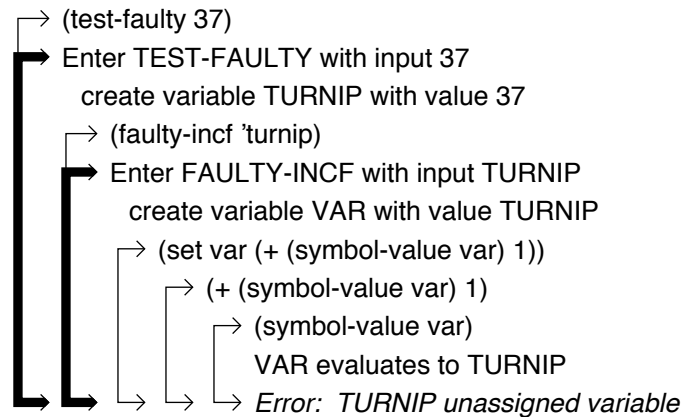 (test-faulty 37)
Enter TEST-FAULTY with input 37
create variable TURNIP with value 37
(faulty-incf ’turnip)
Enter FAULTY-INCF with input TURNIP
create variable VAR with value TURNIP
(set var (+ (symbol-value var) 1))
(+ (symbol-value var) 1)
(symbol-value var)
VAR evaluates to TURNIP
Error: TURNIP unassigned variable